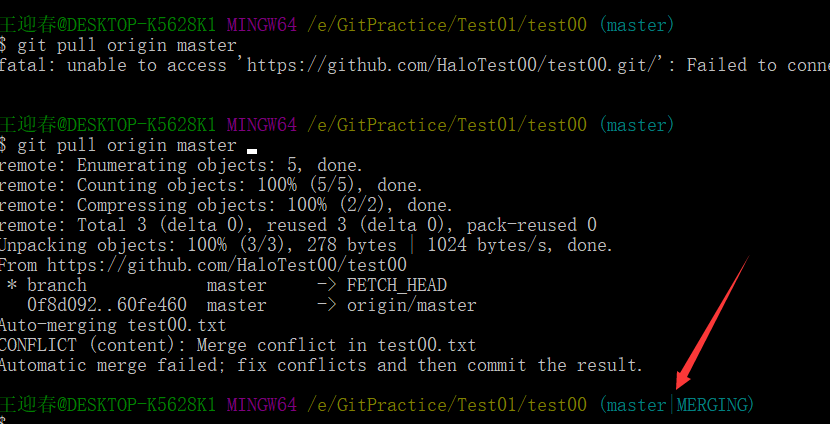 王迎春@DESKTOP-K5628K1 MINGW64 /e/GitPractice/Test01/test00 (master)
$ git pull origin master
fatal: unable to access 'https://github.com/HaloTest00/test00.git/': Failed to conne
王迎春@DESKTOP-K5628K1 MINGW64 /e/GitPractice/Test01/test00 (master)
$ git pull origin master
remote: Enumerating objects: 5, done.
remote: Counting objects: 100% (5/5), done.
remote: Compressing objects: 100% (2/2), done.
remote: Total 3 (delta 0), reused 3 (delta 0), pack-reused 0
Unpacking objects: 100% (3/3), 278 bytes | 1024 bytes/s, done.
From https://github.com/HaloTest00/test00
 * branch            master     -> FETCH_HEAD
   0f8d092..60fe460  master     -> origin/master
Auto-merging test00.txt
CONFLICT (content): Merge conflict in test00.txt
Automatic merge failed; fix conflicts and then commit the result.
王迎春@DESKTOP-K5628K1 MINGW64 /e/GitPractice/Test01/test00 (master|MERGING)
$